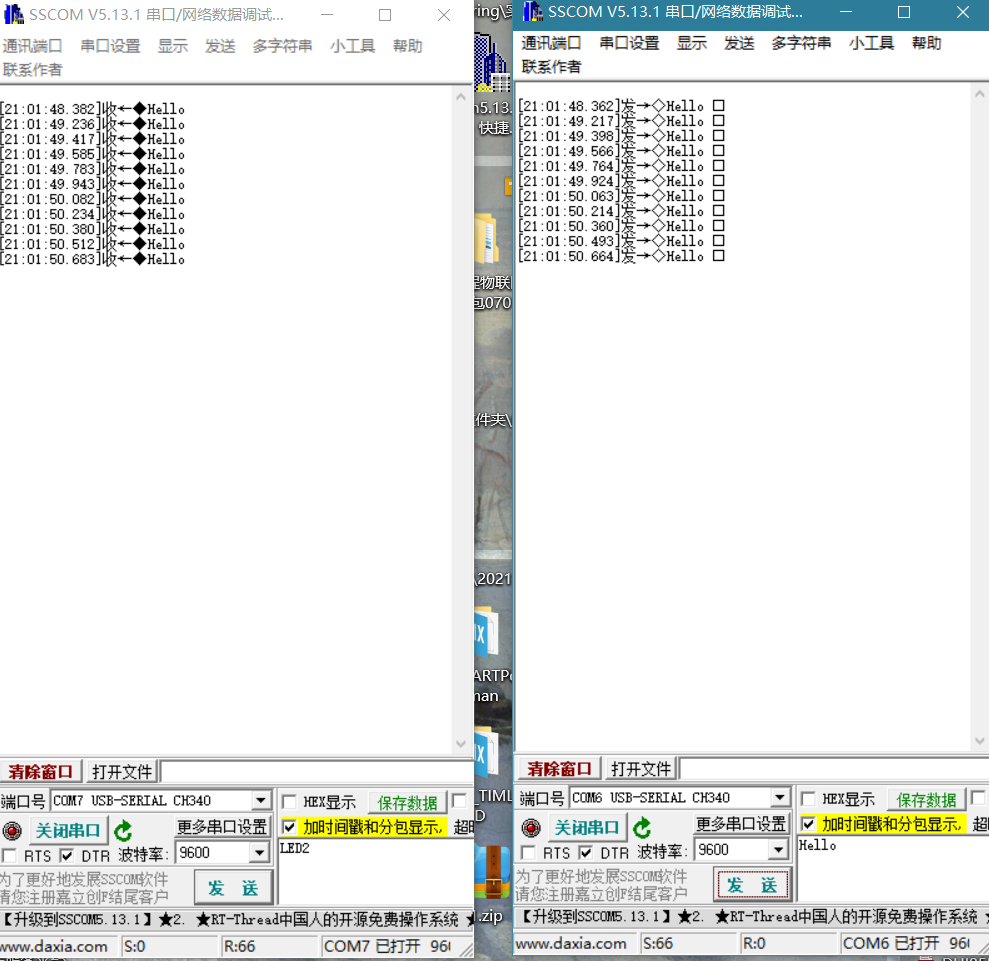 SSCOM V5.13.1 串口/网络数据调试...
通讯端口 串口设置 显示 发送 多字符串 小工具 帮助
联系作者
[21:01:48.382]收←◆Hello
[21:01:49.236]收←◆Hello
[21:01:49.417]收←◆Hello
[21:01:49.585]收←◆Hello
[21:01:49.783]收←◆Hello
[21:01:49.943]收←◆Hello
[21:01:50.082]收←◆Hello
[21:01:50.234]收←◆Hello
[21:01:50.380]收←◆Hello
[21:01:50.512]收←◆Hello
[21:01:50.683]收←◆Hello
清除窗口 打开文件
端口号 COM7 USB-SERIAL CH340 HEX显示 保存数据
关闭串口 更多串口设置 加时间戳和分包显示, 超时
RTS DTR 波特率: 9600 LED2
为了更好地发展SSCOM软件
请您注册嘉立创F结尾客户
发 送
【升级到SSCOM5.13.1】★2. ★RT-Thread中国人的开源免费操作系统 ★
www.daxia.com S:0 R:66 COM7 已打开 960
ing\
n5.13.
快捷.
理物联
包070
文件夹\
\2021
ARTPo
nan
_TIML
D
.zip
SSCOM V5.13.1 串口/网络数据调试...
通讯端口 串口设置 显示 发送 多字符串 小工具 帮助
联系作者
[21:01:48.362]发→◇Hello □
[21:01:49.217]发→◇Hello □
[21:01:49.398]发→◇Hello □
[21:01:49.566]发→◇Hello □
[21:01:49.764]发→◇Hello □
[21:01:49.924]发→◇Hello □
[21:01:50.063]发→◇Hello □
[21:01:50.214]发→◇Hello □
[21:01:50.360]发→◇Hello □
[21:01:50.493]发→◇Hello □
[21:01:50.664]发→◇Hello □
清除窗口 打开文件
端口号 COM6 USB-SERIAL CH340 HEX显示 保存数据
关闭串口 更多串口设置 加时间戳和分包显示, 超时
RTS DTR 波特率: 9600 Hello
为了更好地发展SSCOM软件
请您注册嘉立创F结尾客户
发 送
【升级到SSCOM5.13.1】★2. ★RT-Thread中国人的开源免费操作系统 ★
www.daxia.com S:66 R:0 COM6 已打开 960